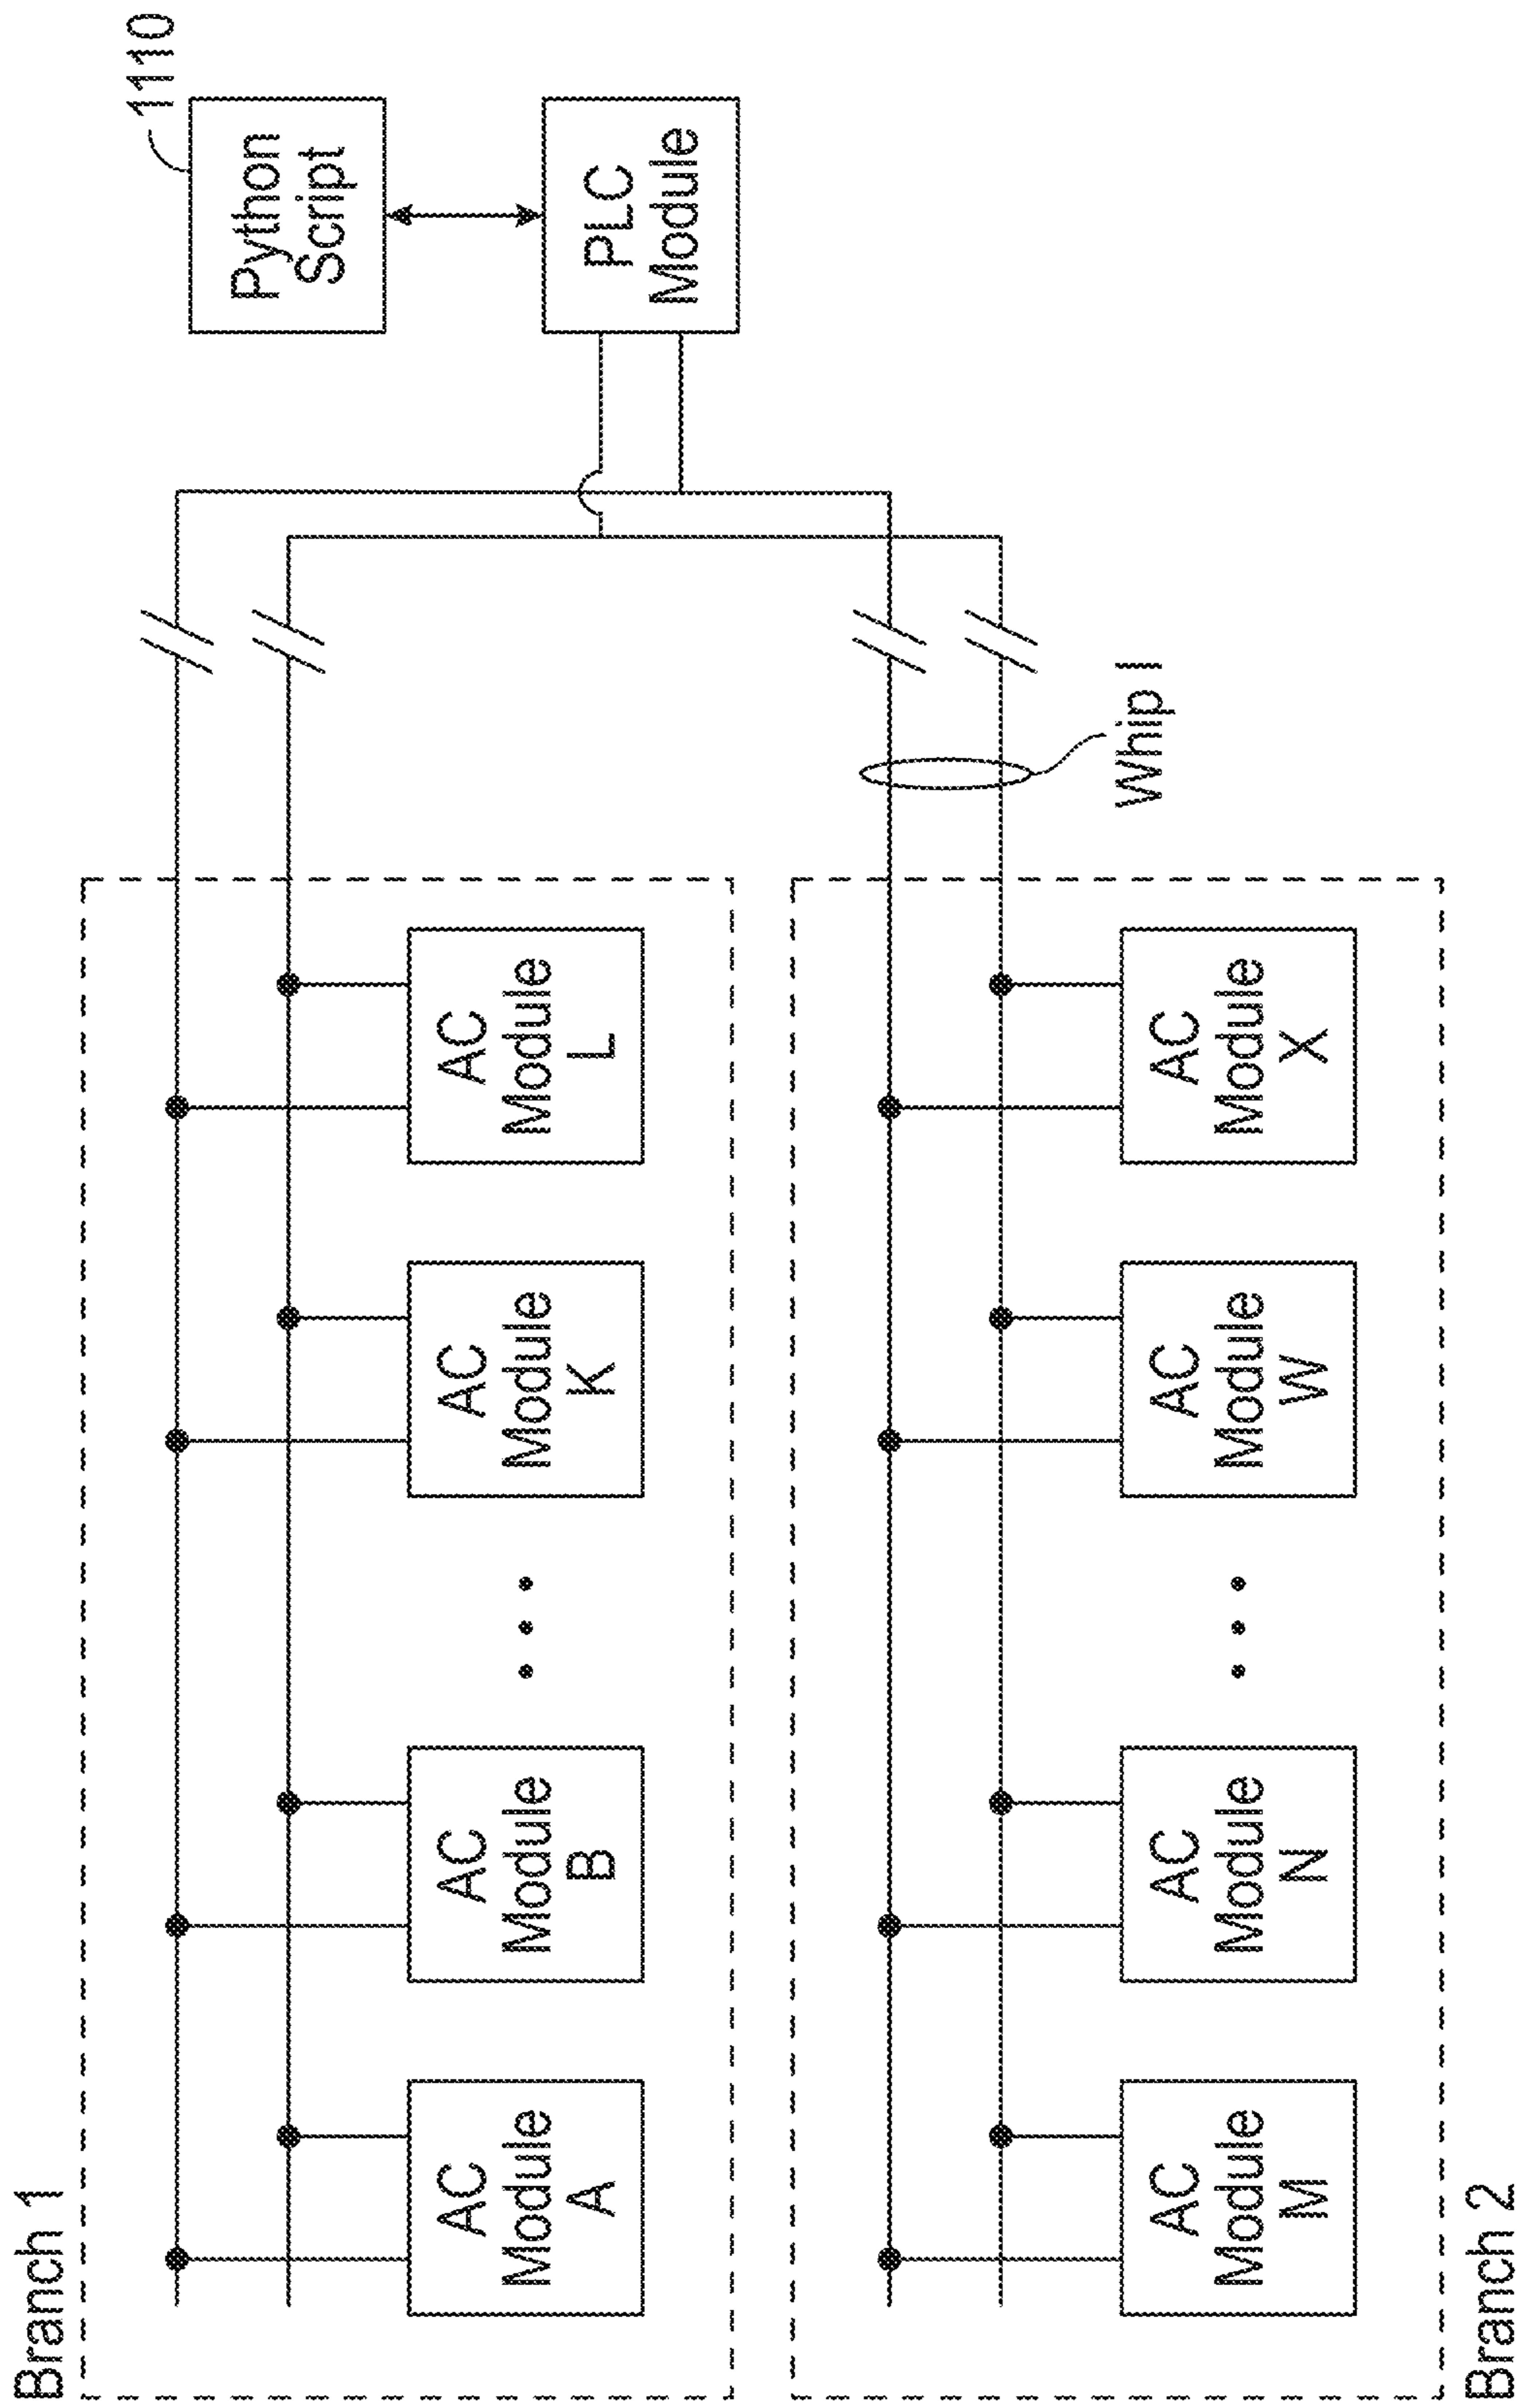 Branch 1
AC
Module
A
AC
Module
B
AC
Module
K
AC
Module
L
Python
Script
1110
PLC
Module
Whip I
AC
Module
M
AC
Module
N
AC
Module
W
AC
Module
X
Branch 2